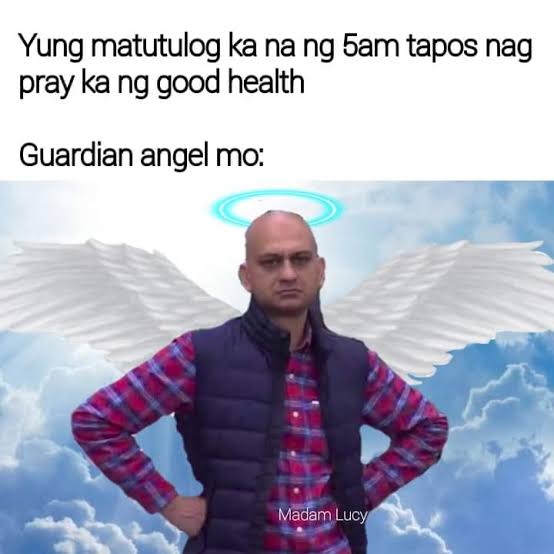 Yung matutulog ka na ng 5am tapos nag
pray ka ng good health
Guardian angel mo:
Madam Lucy